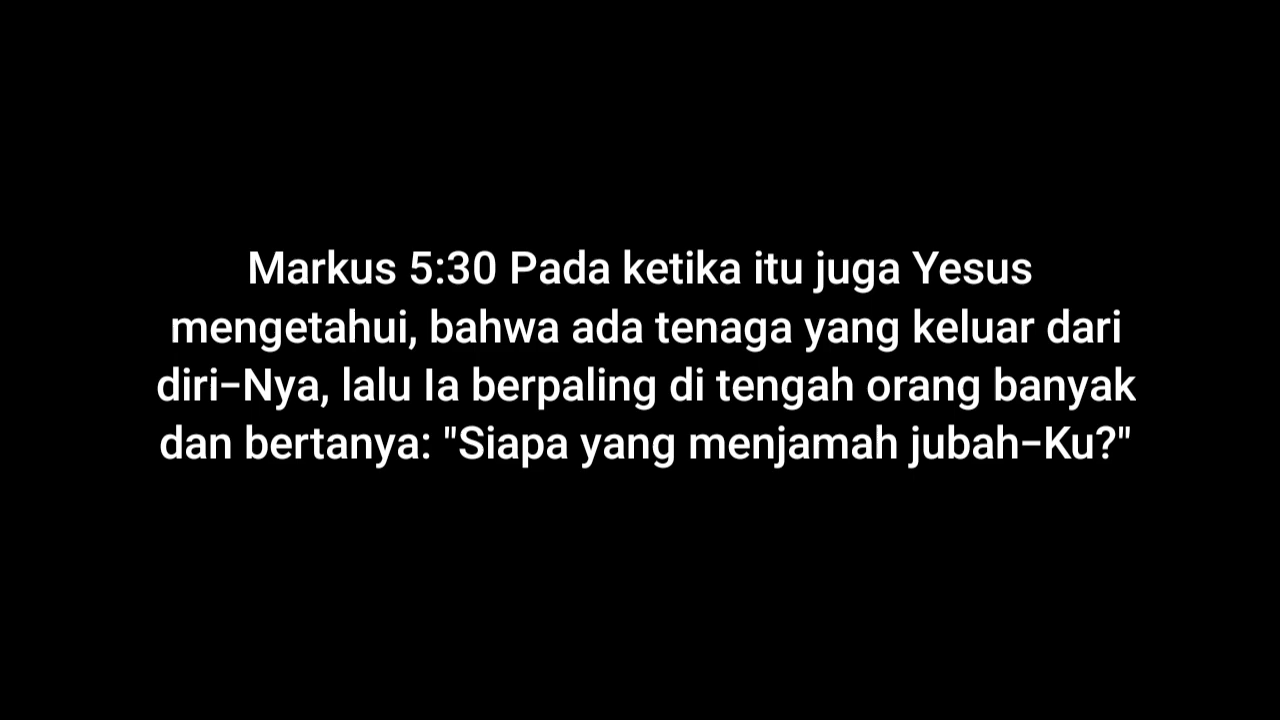 Markus 5:30 Pada ketika itu juga Yesus
mengetahui, bahwa ada tenaga yang keluar dari
diri-Nya, lalu Ia berpaling di tengah orang banyak
dan bertanya: "Siapa yang menjamah jubah-Ku?"